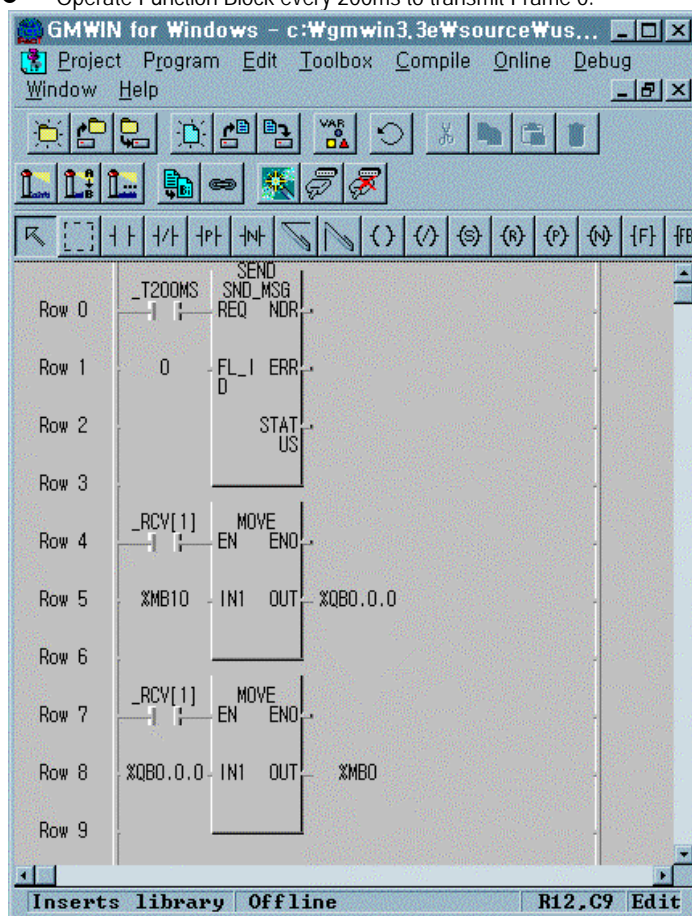 Operate Function Block every 200ms to transmit Frame 0.
GMWIN for Windows - c:₩gmwin3,3e₩source₩us...
Project Program Edit Toolbox Compile Online Debug
Window Help
VAR
SEND
_T200MS SND_MSG
Row 0 REQ NDR
Row 1 0 FL_I ERR
D
Row 2 STAT
US
Row 3
_RCV[1] MOVE
Row 4 EN ENO
Row 5 %MB10 IN1 OUT %QB0.0.0
Row 6
_RCV[1] MOVE
Row 7 EN ENO
Row 8 %QB0.0.0 IN1 OUT %MB0
Row 9
Inserts library Offline R12,C9 Edit